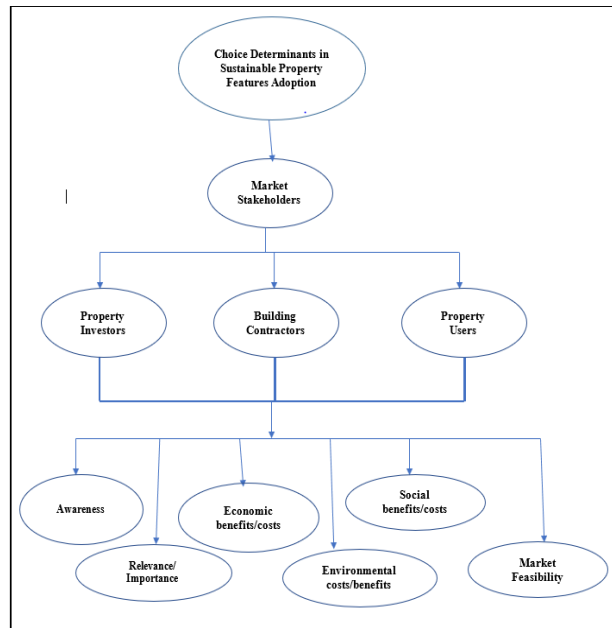 Choice Determinants in
Sustainable Property
Features Adoption
Market
Stakeholders
Property
Investors
Building
Contractors
Property
Users
Awareness
Economic
benefits/costs
Social
benefits/costs
Relevance/
Importance
Environmental
costs/benefits
Market
Feasibility